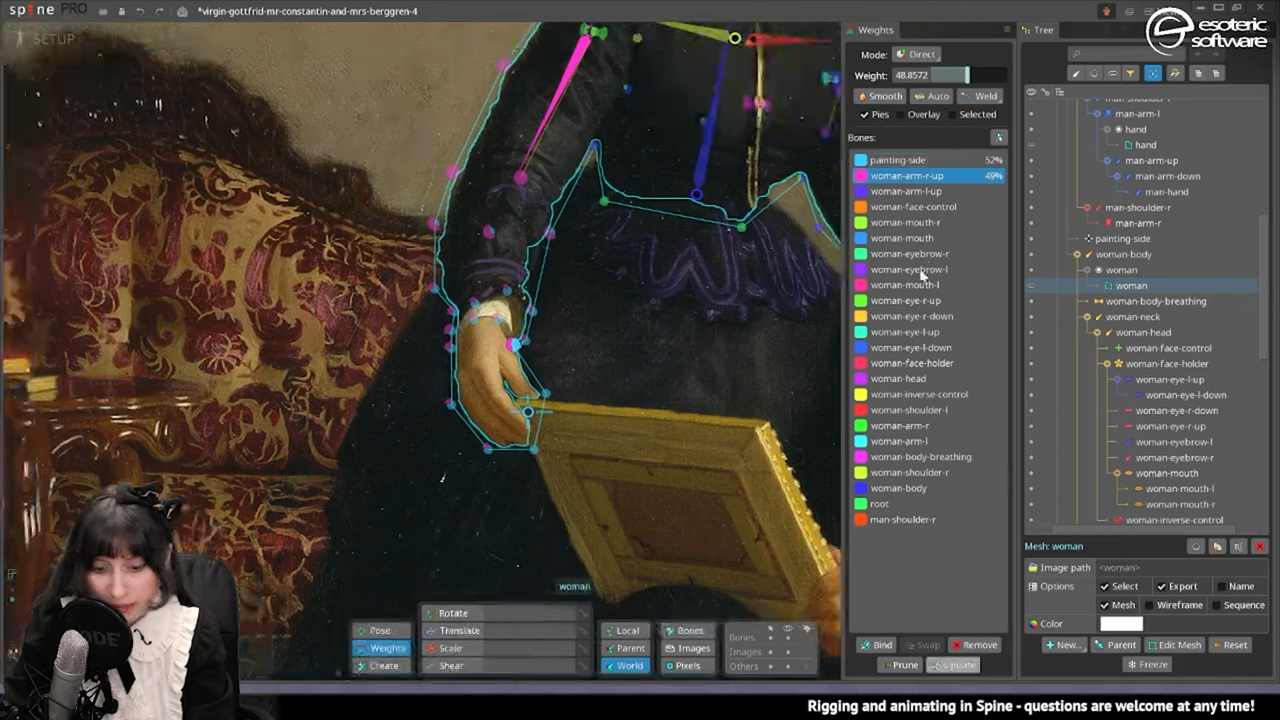 spine PRO
*virgin-gottfrid-mr-constantin-and-mrs-berggren-4
esoteric
software
SETUP
Weights
Tree
Mode:
Direct
Weight:
48.8572
Smooth
Auto
Weld
Pies
Overlay
Selected
Bones:
painting-side
52%
woman-arm-r-up
49%
woman-arm-l-up
woman-face-control
woman-mouth-r
woman-mouth
woman-eyebrow-r
woman-eyebrow-l
woman-mouth-l
woman-eye-r-up
woman-eye-r-down
woman-eye-l-up
woman-eye-l-down
woman-face-holder
woman-head
woman-inverse-control
woman-shoulder-l
woman-arm-r
woman-arm-l
woman-body-breathing
woman-shoulder-r
woman-body
root
man-shoulder-r
Bind
Swap
Remove
Prune
Update
man-shoulder-l
man-arm-l
hand
hand
man-arm-up
man-arm-down
man-hand
man-shoulder-r
man-arm-r
painting-side
woman-body
woman
woman
woman-body-breathing
woman-neck
woman-head
woman-face-control
woman-face-holder
woman-eye-l-up
woman-eye-l-down
woman-eye-r-down
woman-eye-r-up
woman-eyebrow-l
woman-eyebrow-r
woman-mouth
woman-mouth-l
woman-mouth-r
woman-inverse-control
Mesh: woman
Image path
<woman>
Options
Select
Export
Name
Mesh
Wireframe
Sequence
Color
New...
Parent
Edit Mesh
Reset
Freeze
woman
Pose
Weights
Create
Rotate
Translate
Scale
Shear
Local
Parent
World
Bones
Images
Pixels
Bones
Images
Others
Rigging and animating in Spine - questions are welcome at any time!